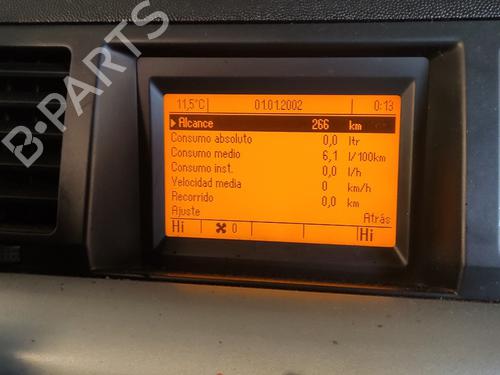 B-PARTS
11,5°C 01.01.2002 0:13
Alcance 266 km
Consumo absoluto 0,0 ltr
Consumo medio 6,1 l/100km
Consumo inst. 0,0 l/h
Velocidad media 0 km/h
Recorrido 0,0 km
Ajuste Atrás
Hi 0 Hi